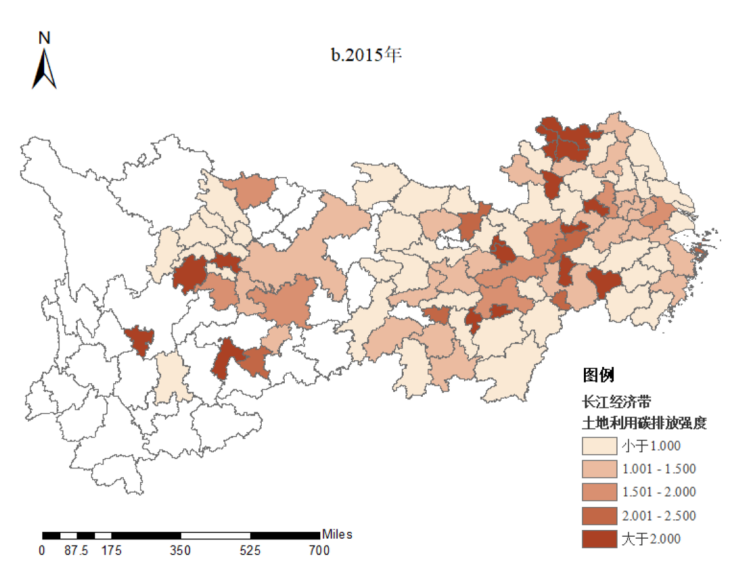 N
b.2015年
图例
长江经济带
土地利用碳排放强度
小于1.000
1.001 - 1.500
1.501 - 2.000
2.001 - 2.500
大于2.000
Miles
0 87.5 175 350 525 700